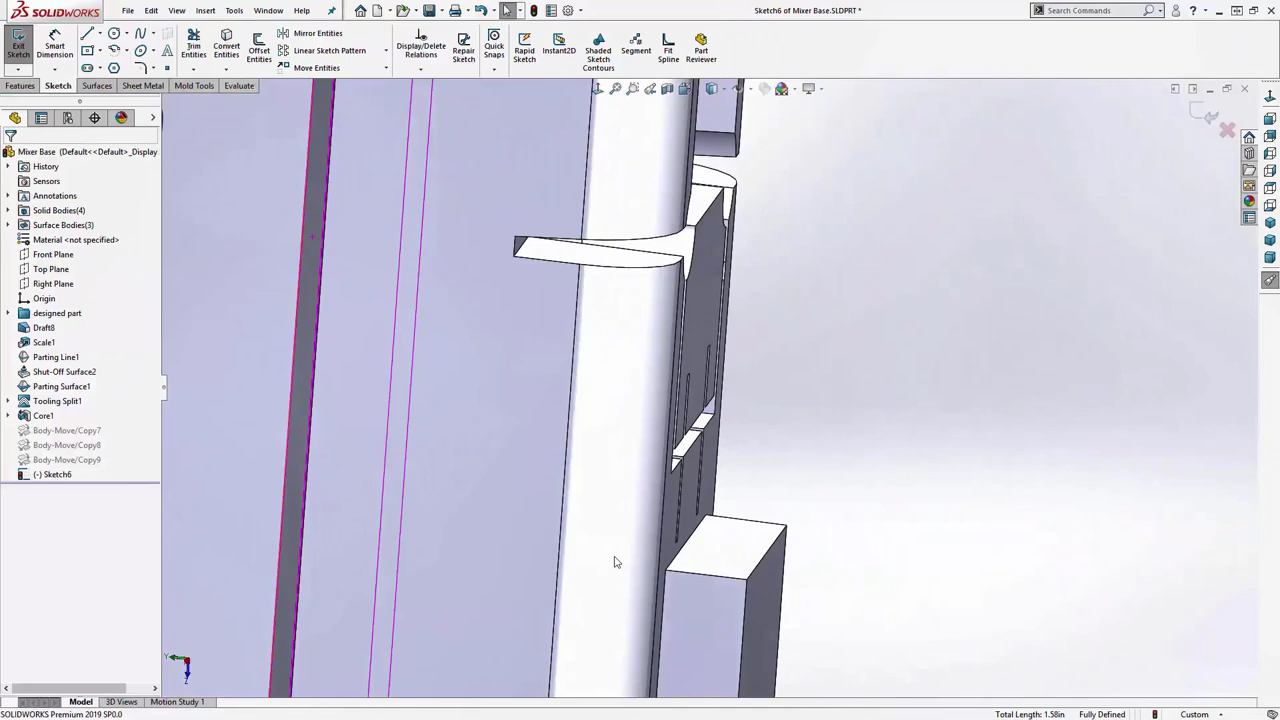 SOLIDWORKS
File Edit View Insert Tools Window
Sketch6 of Mixer Base.SLDPRT *
Search Commands
Exit Sketch
Smart Dimension
Trim Entities
Convert Entities
Offset Entities
Mirror Entities
Linear Sketch Pattern
Move Entities
Display/Delete Relations
Repair Sketch
Quick Snaps
Rapid Sketch
Instant2D
Shaded Sketch Contours
Segment
Fit Spline
Part Reviewer
Features Sketch Surfaces Sheet Metal Mold Tools Evaluate
Mixer Base (Default<<Default>_Display
History
Sensors
Annotations
Solid Bodies(4)
Surface Bodies(3)
Material <not specified>
Front Plane
Top Plane
Right Plane
Origin
designed part
Draft8
Scale1
Parting Line1
Shut-Off Surface2
Parting Surface1
Tooling Split1
Core1
Body-Move/Copy7
Body-Move/Copy8
Body-Move/Copy9
(-) Sketch6
Y
Z
Model 3D Views Motion Study 1
SOLIDWORKS Premium 2019 SP0.0
Total Length: 1.58in Fully Defined Custom